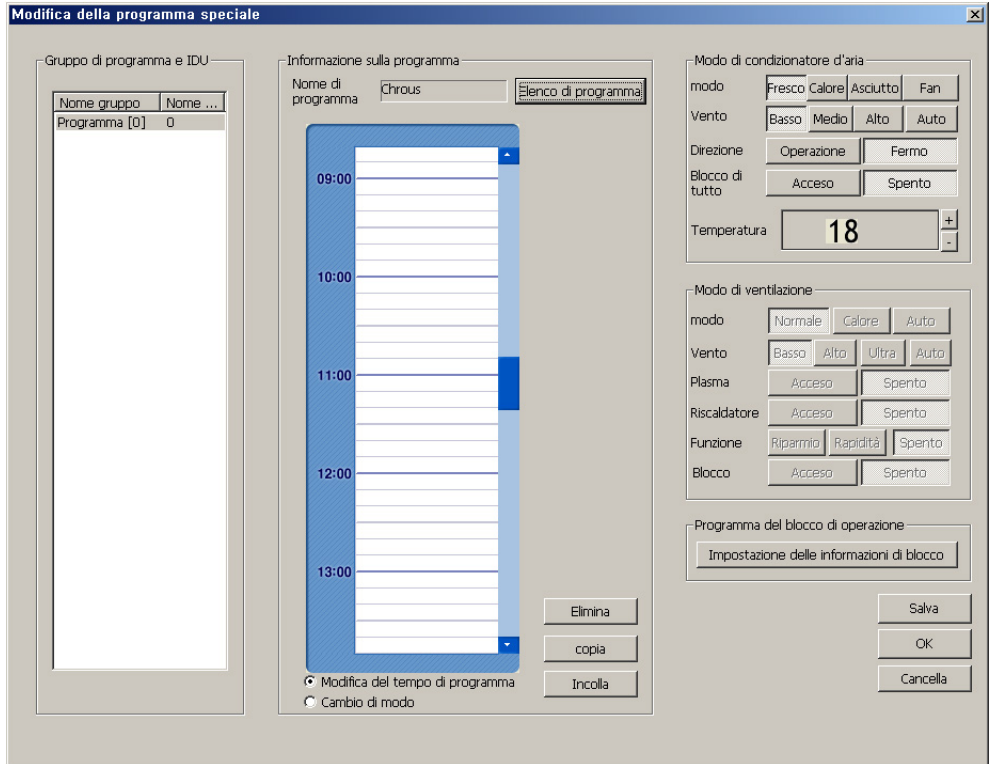 Modifica della programma speciale
Gruppo di programma e IDU
Nome gruppo Nome ...
Programma [0] 0
Informazione sulla programma
Nome di programma Chrous Elenco di programma
09:00
10:00
11:00
12:00
13:00
Elimina
copia
Incolla
Modifica del tempo di programma
Cambio di modo
Modo di condizionatore d'aria
modo Fresco Calore Asciutto Fan
Vento Basso Medio Alto Auto
Direzione Operazione Fermo
Blocco di tutto Acceso Spento
Temperatura 18 + -
Modo di ventilazione
modo Normale Calore Auto
Vento Basso Alto Ultra Auto
Plasma Acceso Spento
Riscaldatore Acceso Spento
Funzione Riparmio Rapidità Spento
Blocco Acceso Spento
Programma del blocco di operazione
Impostazione delle informazioni di blocco
Salva
OK
Cancella